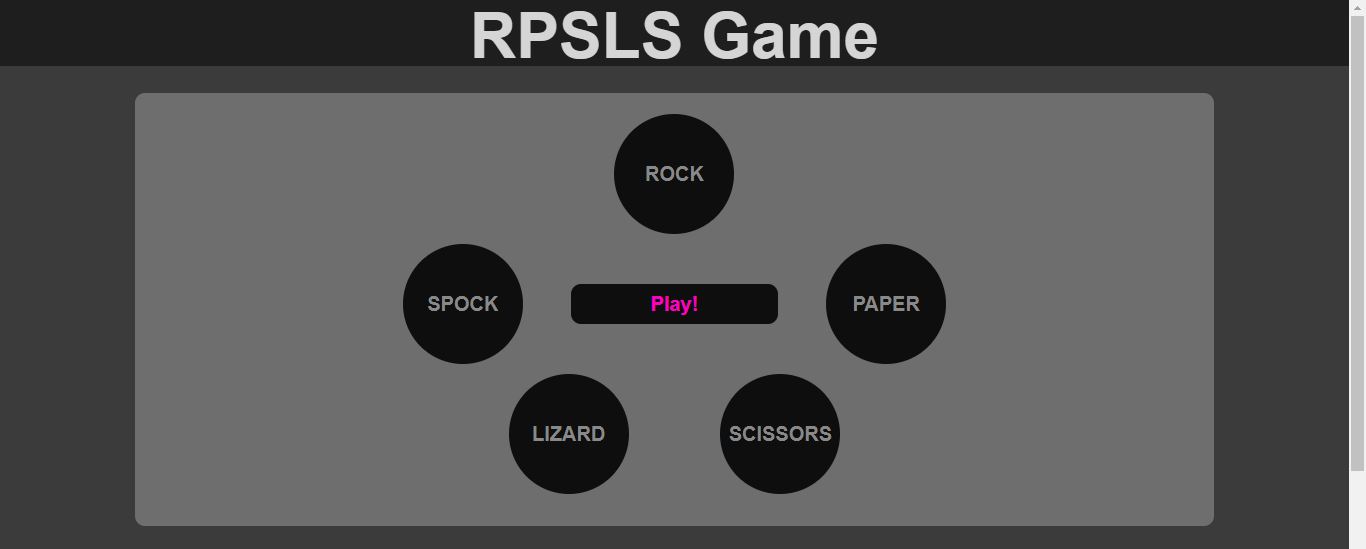 RPSLS Game
ROCK
SPOCK
Play!
PAPER
LIZARD
SCISSORS